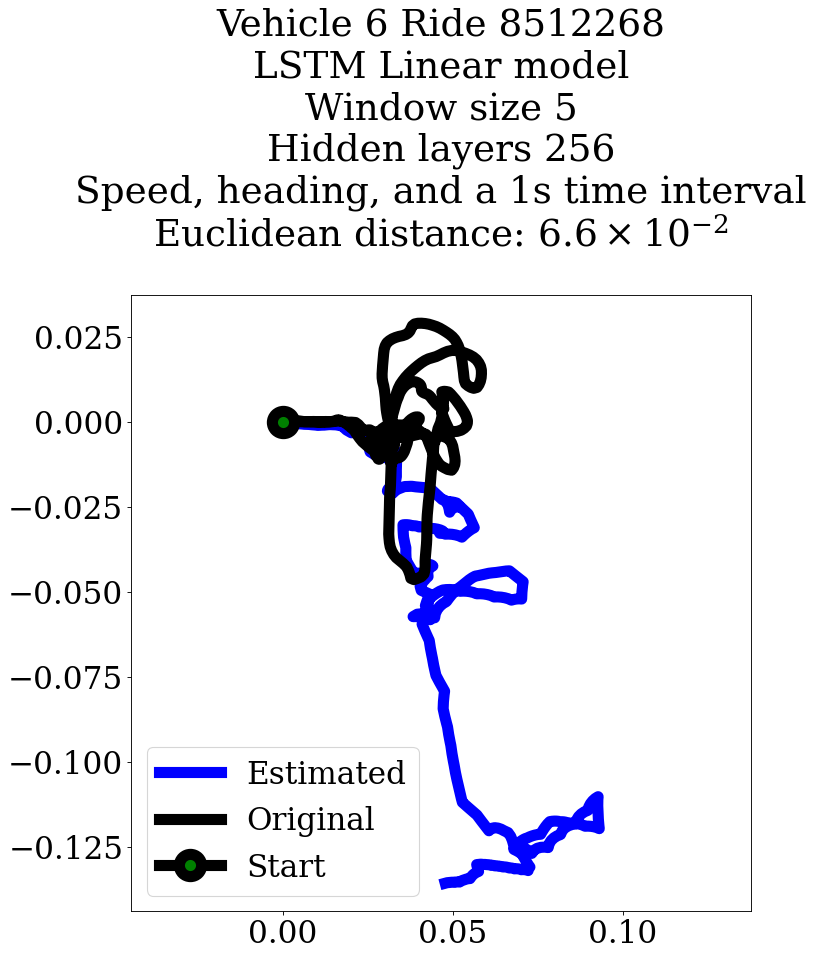 Vehicle 6 Ride 8512268
LSTM Linear model
Window size 5
Hidden layers 256
Speed, heading, and a 1s time interval
Euclidean distance: 6.6 × 10⁻²
0.025
0.000
−0.025
−0.050
−0.075
−0.100
−0.125
Estimated
Original
Start
0.00 0.05 0.10